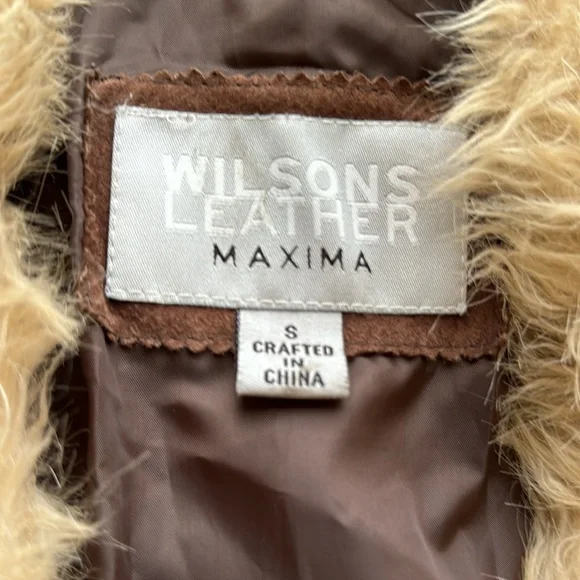 WILSONS
LEATHER
MAXIMA
S
CRAFTED
IN
CHINA